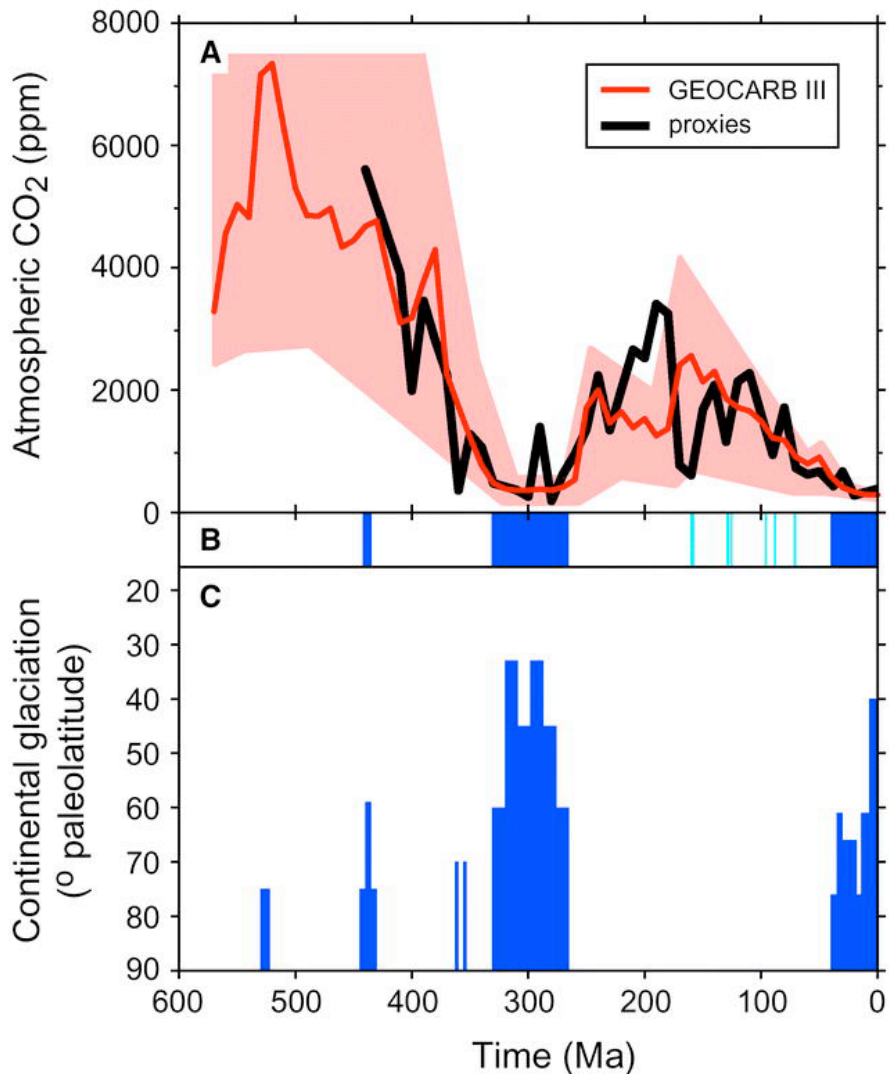 A
8000
6000
4000
2000
0
Atmospheric CO2 (ppm)
GEOCARB III
proxies
B
C
20
30
40
50
60
70
80
90
Continental glaciation
(º paleolatitude)
600 500 400 300 200 100 0
Time (Ma)